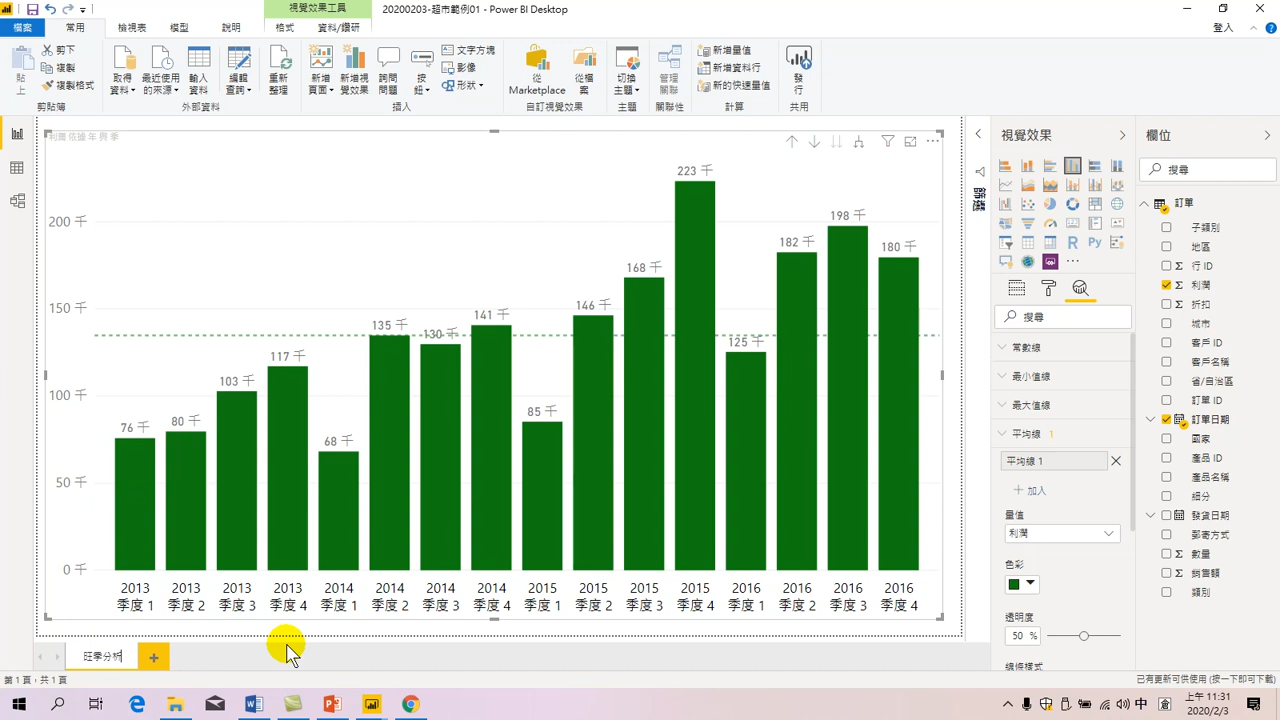 視覺效果工具
20200203-超市範例01 - Power BI Desktop
檔案
常用
檢視表
模型
說明
格式
資料/鑽研
登入
貼上
剪下
複製
複製格式
取得資料
最近使用的來源
輸入資料
編輯查詢
重新整理
新增頁面
新增視覺效果
詢問問題
按鈕
文字方塊
影像
形狀
從 Marketplace
從檔案
切換主題
管理關聯
新增量值
新增資料行
新的快速量值
發行
剪貼簿
外部資料
插入
自訂視覺效果
主題
關聯性
計算
共用
利潤 依據 年 與 季
200 千
150 千
100 千
50 千
0 千
76 千
80 千
103 千
117 千
68 千
135 千
130 千
141 千
85 千
146 千
168 千
223 千
125 千
182 千
198 千
180 千
2013 季度 1
2013 季度 2
2013 季度 3
2013 季度 4
2014 季度 1
2014 季度 2
2014 季度 3
2014 季度 4
2015 季度 1
2015 季度 2
2015 季度 3
2015 季度 4
2016 季度 1
2016 季度 2
2016 季度 3
2016 季度 4
篩選
視覺效果
R
Py
搜尋
常數線
最小值線
最大值線
平均線 1
平均線 1
加入
量值
利潤
色彩
透明度
50 %
線條樣式
欄位
搜尋
訂單
子類別
地區
行 ID
利潤
折扣
城市
客戶 ID
客戶名稱
省/自治區
訂單 ID
訂單日期
國家
產品 ID
產品名稱
細分
發貨日期
郵寄方式
數量
銷售額
類別
旺季分析
第 1 頁，共 1 頁
已有更新可供使用 (按一下即可下載)
中
上午 11:31
2020/2/3